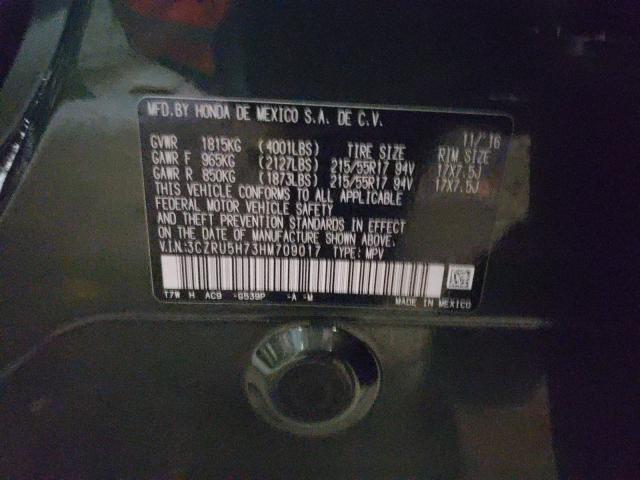 MFD.BY HONDA DE MEXICO S.A. DE C.V.
11/'16
GVWR 1815KG (4001LBS) TIRE SIZE RIM SIZE
GAWR F 965KG (2127LBS) 215/55R17 94V 17X7.5J
GAWR R 850KG (1873LBS) 215/55R17 94V 17X7.5J
THIS VEHICLE CONFORMS TO ALL APPLICABLE
FEDERAL MOTOR VEHICLE SAFETY
AND THEFT PREVENTION STANDARDS IN EFFECT
ON THE DATE OF MANUFACTURE SHOWN ABOVE.
V.I.N:3CZRU5H73HM709017 TYPE: MPV
T7W H AC9 -G539P -A -M
MADE IN MEXICO